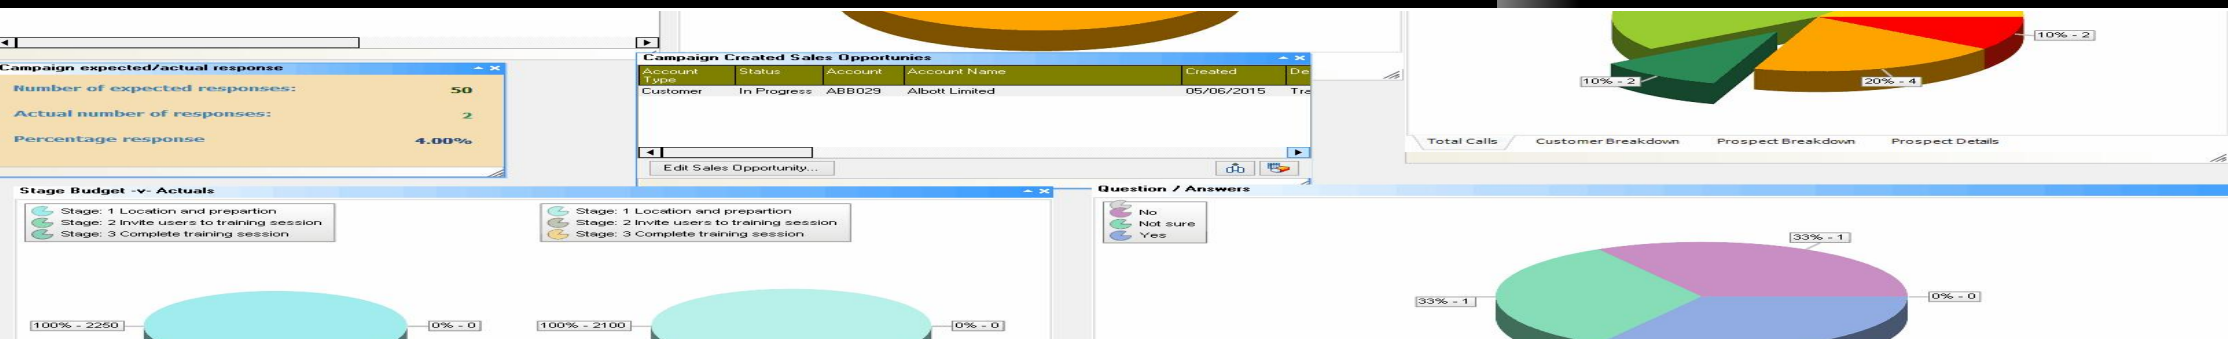 10% - 2
10% - 2
20% - 4
Total Calls
Customer Breakdown
Prospect Breakdown
Prospect Details
Campaign expected/actual response
Number of expected responses: 50
Actual number of responses: 2
Percentage response 4.00%
Campaign Created Sales Opportunies
Account Type Status Account Account Name Created De
Customer In Progress ABB029 Albott Limited 05/06/2015 Tra
Edit Sales Opportunity...
Stage Budget -v- Actuals
Stage: 1 Location and prepartion
Stage: 2 Invite users to training session
Stage: 3 Complete training session
Stage: 1 Location and prepartion
Stage: 2 Invite users to training session
Stage: 3 Complete training session
100% - 2250
0% - 0
100% - 2100
0% - 0
Question / Answers
No
Not sure
Yes
33% - 1
33% - 1
0% - 0